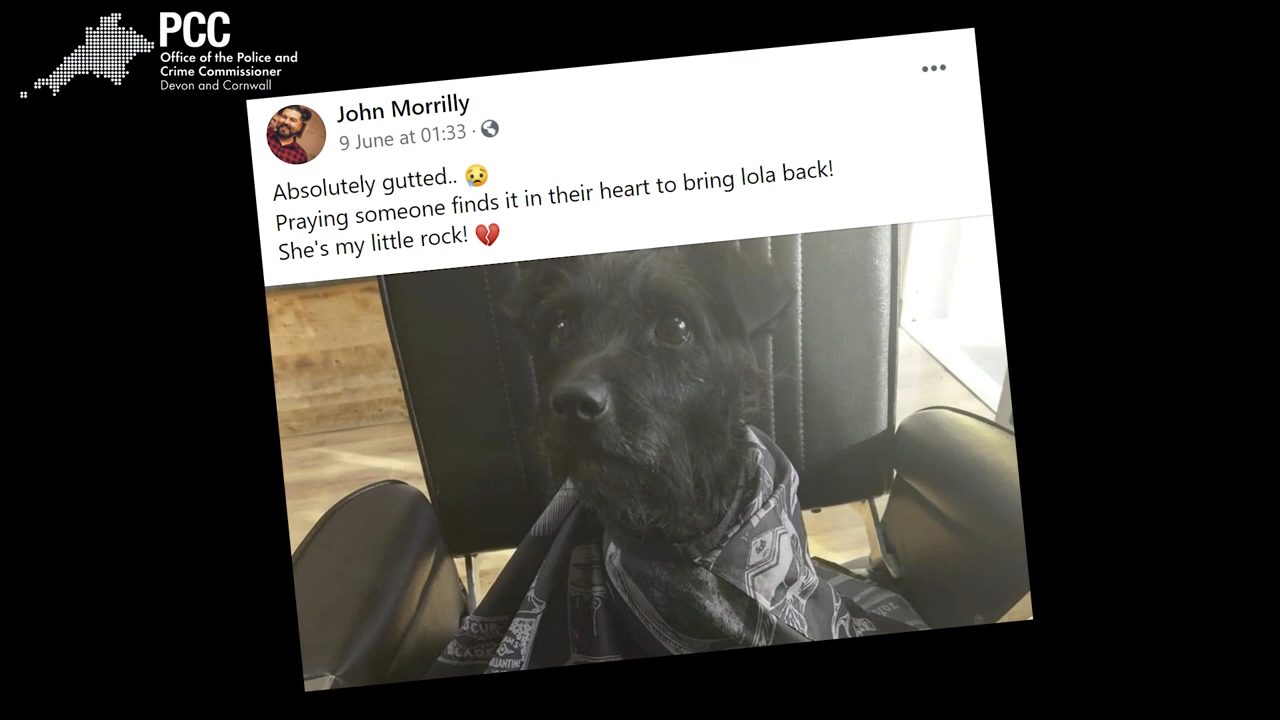 PCC
Office of the Police and
Crime Commissioner
Devon and Cornwall
John Morrilly
9 June at 01:33 ·
Absolutely gutted.. 😢
Praying someone finds it in their heart to bring lola back!
She's my little rock! 💔